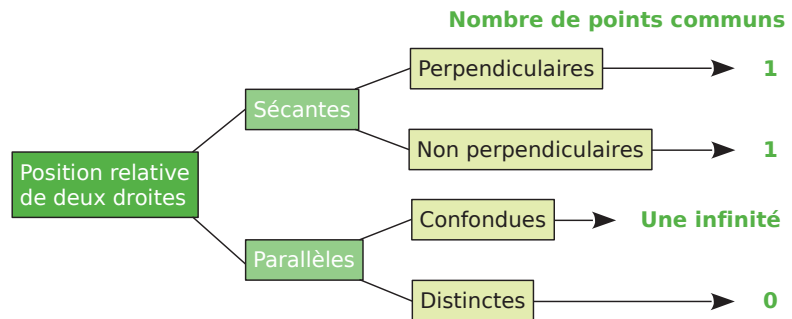 Nombre de points communs
Perpendiculaires 1
Sécantes
Non perpendiculaires 1
Position relative
de deux droites
Confondues Une infinité
Parallèles
Distinctes 0